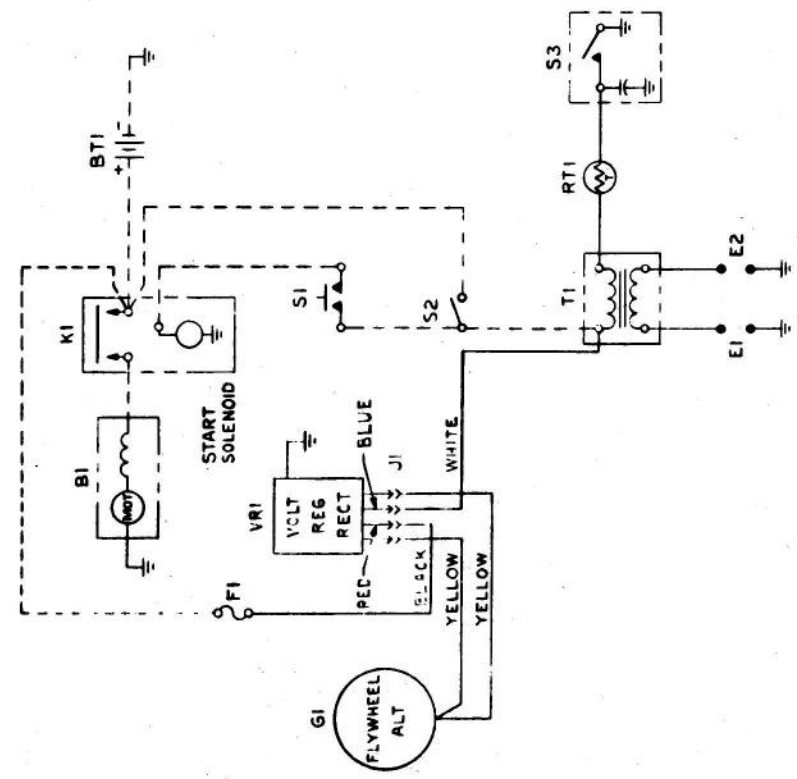 S3
BT1
+ -
RT1
K1
S1
S2
T1
E2
E1
START
SOLENOID
B1
MOT
BLUE
J1
WHITE
VR1
VOLT
REG
RECT
RED
BLACK
YELLOW
YELLOW
F1
G1
FLYWHEEL
ALT